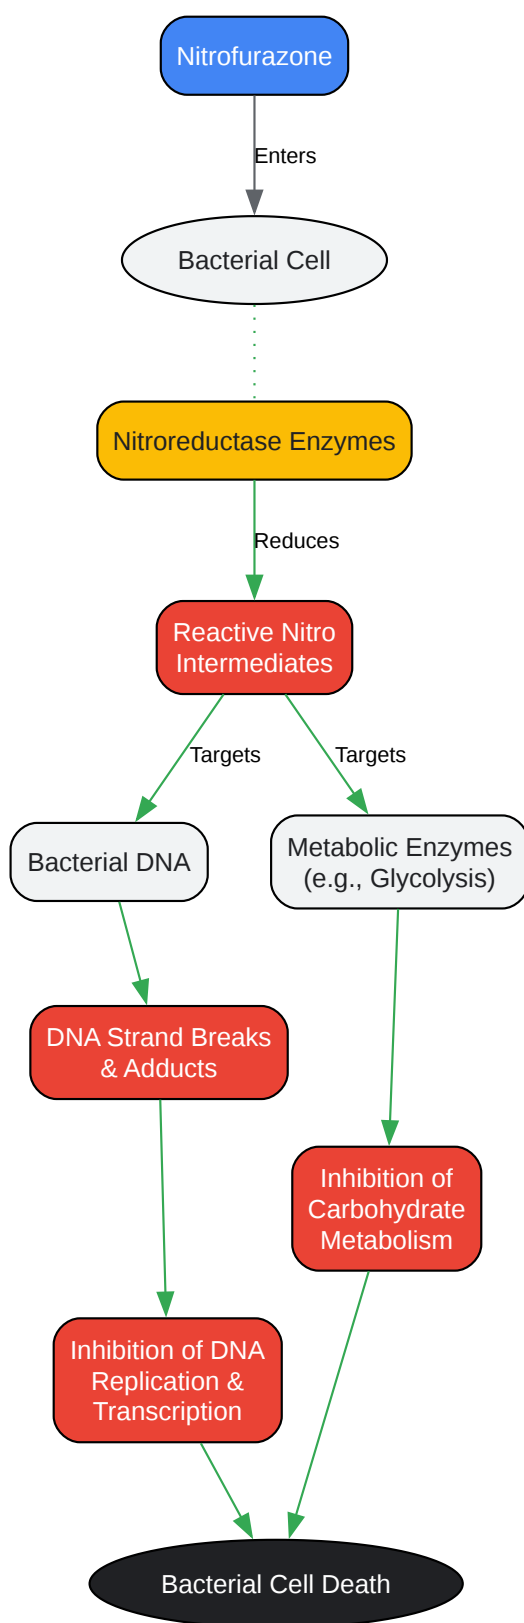 Nitrofurazone
Enters
Bacterial Cell
Nitroreductase Enzymes
Reduces
Reactive Nitro
Intermediates
Targets
Targets
Bacterial DNA
Metabolic Enzymes
(e.g., Glycolysis)
DNA Strand Breaks
& Adducts
Inhibition of
Carbohydrate
Metabolism
Inhibition of DNA
Replication &
Transcription
Bacterial Cell Death